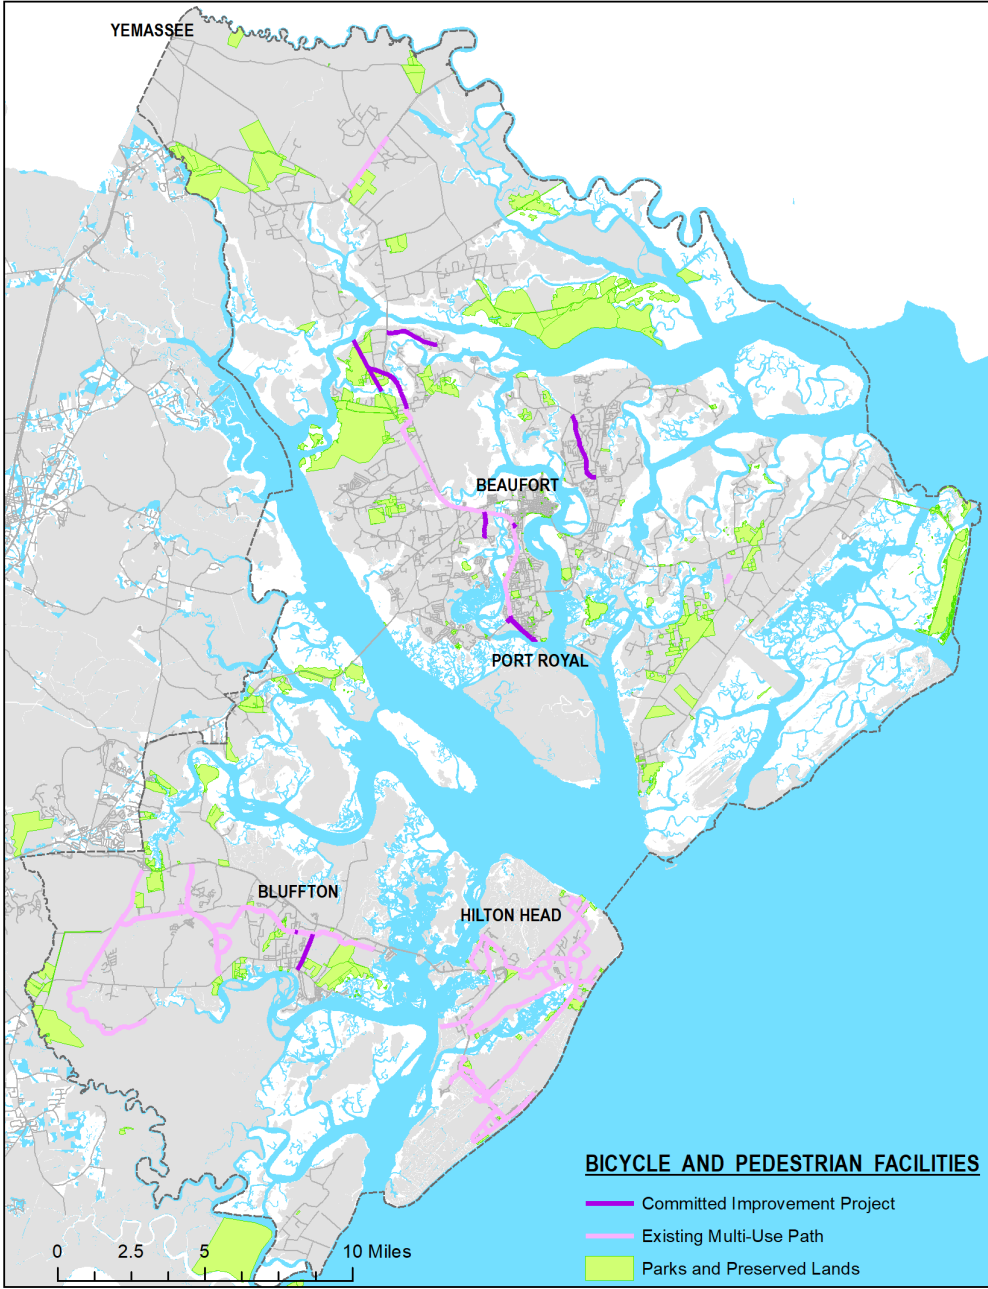 YEMASSEE
BEAUFORT
PORT ROYAL
BLUFFTON
HILTON HEAD
BICYCLE AND PEDESTRIAN FACILITIES
Committed Improvement Project
Existing Multi-Use Path
Parks and Preserved Lands
0 2.5 5 10 Miles